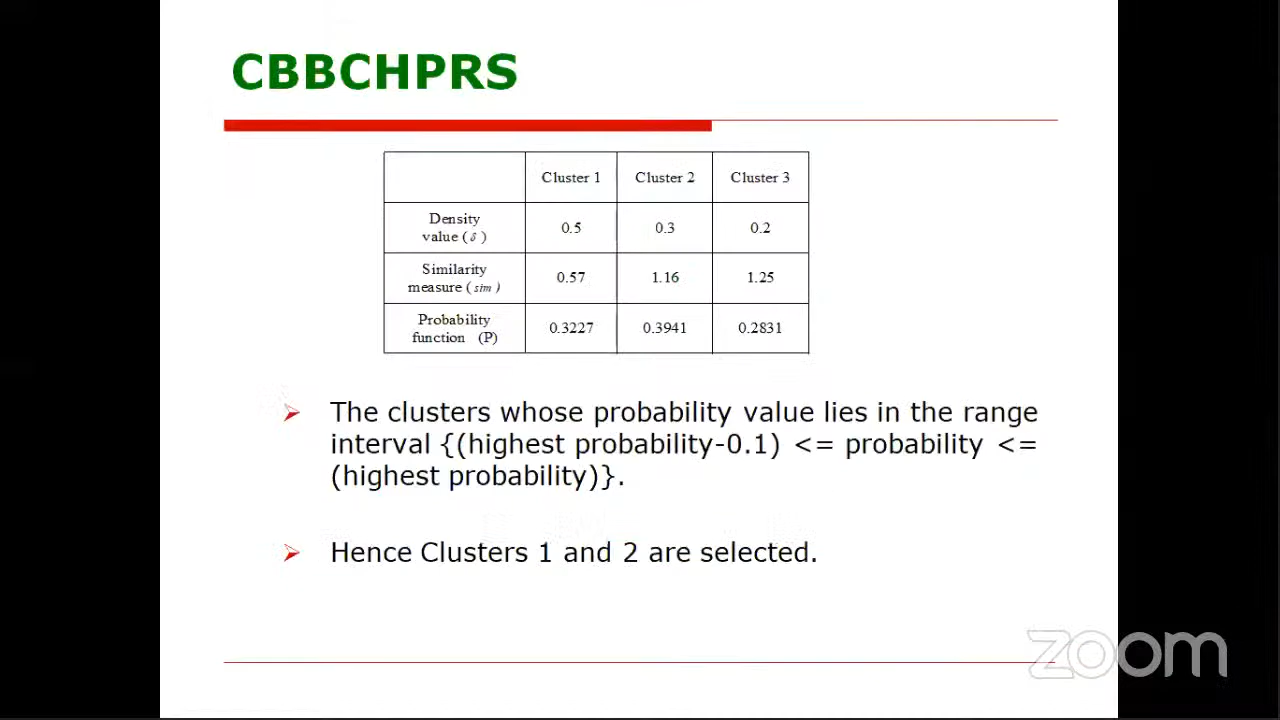 CBBCHPRS
Cluster 1 Cluster 2 Cluster 3
Density
value ( δ ) 0.5 0.3 0.2
Similarity
measure ( sim ) 0.57 1.16 1.25
Probability
function (P) 0.3227 0.3941 0.2831
The clusters whose probability value lies in the range
interval {(highest probability-0.1) <= probability <=
(highest probability)}.
Hence Clusters 1 and 2 are selected.
zoom